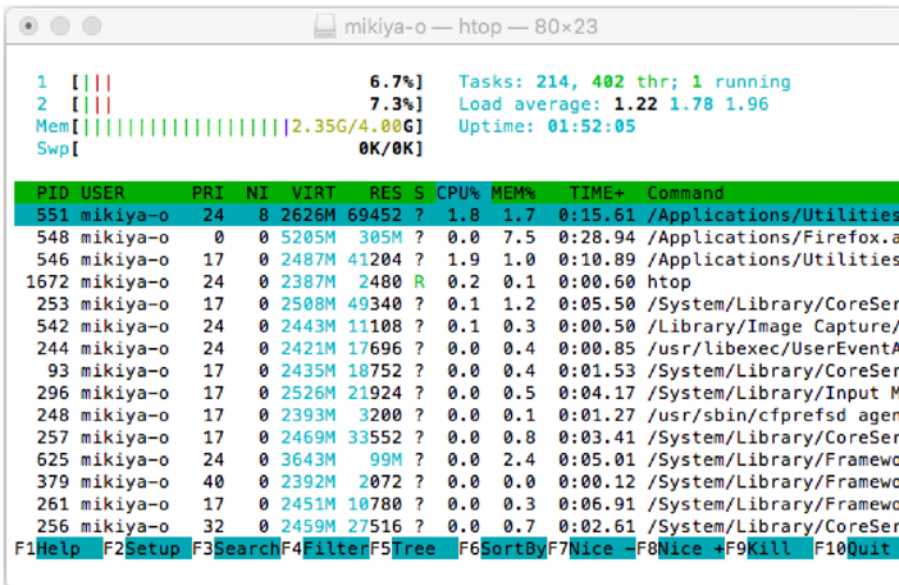 mikiya-o — htop — 80×23
1 [||| 6.7%] Tasks: 214, 402 thr; 1 running
2 [||| 7.3%] Load average: 1.22 1.78 1.96
Mem[||||||||||||||||||||2.35G/4.00G] Uptime: 01:52:05
Swp[ 0K/0K]
PID USER PRI NI VIRT RES S CPU% MEM% TIME+ Command
551 mikiya-o 24 8 2626M 69452 ? 1.8 1.7 0:15.61 /Applications/Utilities
548 mikiya-o 0 0 5205M 305M ? 0.0 7.5 0:28.94 /Applications/Firefox.a
546 mikiya-o 17 0 2487M 41204 ? 1.9 1.0 0:10.89 /Applications/Utilities
1672 mikiya-o 24 0 2387M 2480 R 0.2 0.1 0:00.60 htop
253 mikiya-o 17 0 2508M 49340 ? 0.1 1.2 0:05.50 /System/Library/CoreSer
542 mikiya-o 24 0 2443M 11108 ? 0.1 0.3 0:00.50 /Library/Image Capture/
244 mikiya-o 24 0 2421M 17696 ? 0.0 0.4 0:00.85 /usr/libexec/UserEventA
93 mikiya-o 17 0 2435M 18752 ? 0.0 0.4 0:01.53 /System/Library/CoreSer
296 mikiya-o 17 0 2526M 21924 ? 0.0 0.5 0:04.17 /System/Library/Input M
248 mikiya-o 17 0 2393M 3200 ? 0.0 0.1 0:01.27 /usr/sbin/cfprefsd agen
257 mikiya-o 17 0 2469M 33552 ? 0.0 0.8 0:03.41 /System/Library/CoreSer
625 mikiya-o 24 0 3643M 99M ? 0.0 2.4 0:05.01 /System/Library/Framewo
379 mikiya-o 40 0 2392M 2072 ? 0.0 0.0 0:00.12 /System/Library/Framewo
261 mikiya-o 17 0 2451M 10780 ? 0.0 0.3 0:06.91 /System/Library/Framewo
256 mikiya-o 32 0 2459M 27516 ? 0.0 0.7 0:02.61 /System/Library/CoreSer
F1Help F2Setup F3SearchF4FilterF5Tree F6SortByF7Nice -F8Nice +F9Kill F10Quit